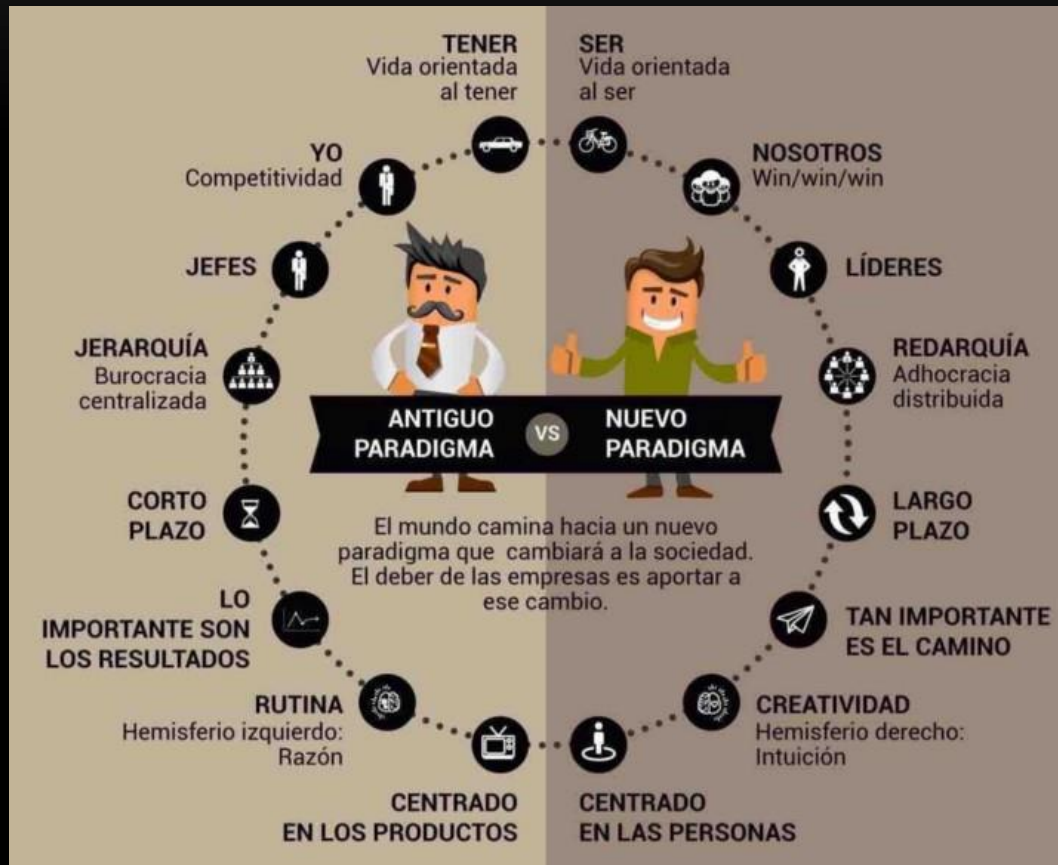 TENER
Vida orientada
al tener
SER
Vida orientada
al ser
YO
Competitividad
NOSOTROS
Win/win/win
JEFES
LÍDERES
JERARQUÍA
Burocracia
centralizada
REDARQUÍA
Adhocracia
distribuida
ANTIGUO
PARADIGMA
VS
NUEVO
PARADIGMA
CORTO
PLAZO
LARGO
PLAZO
El mundo camina hacia un nuevo
paradigma que cambiará a la sociedad.
El deber de las empresas es aportar a
ese cambio.
LO
IMPORTANTE SON
LOS RESULTADOS
TAN IMPORTANTE
ES EL CAMINO
RUTINA
Hemisferio izquierdo:
Razón
CREATIVIDAD
Hemisferio derecho:
Intuición
CENTRADO
EN LOS PRODUCTOS
CENTRADO
EN LAS PERSONAS